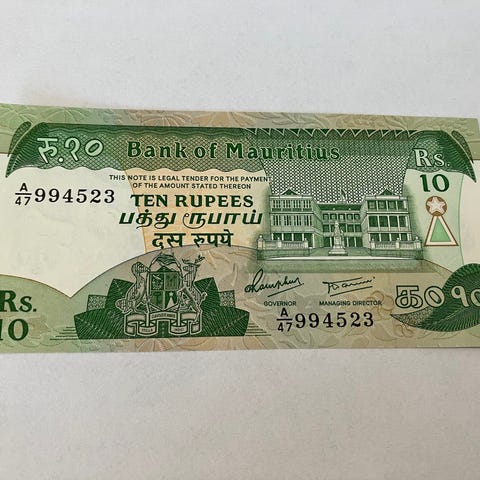 रु.१० Bank of Mauritius Rs.
10
THIS NOTE IS LEGAL TENDER FOR THE PAYMENT
OF THE AMOUNT STATED THEREON
A/47 994523
TEN RUPEES
பத்து ரூபாய்
दस रुपये
Rs.
10
GOVERNOR MANAGING DIRECTOR
A/47 994523